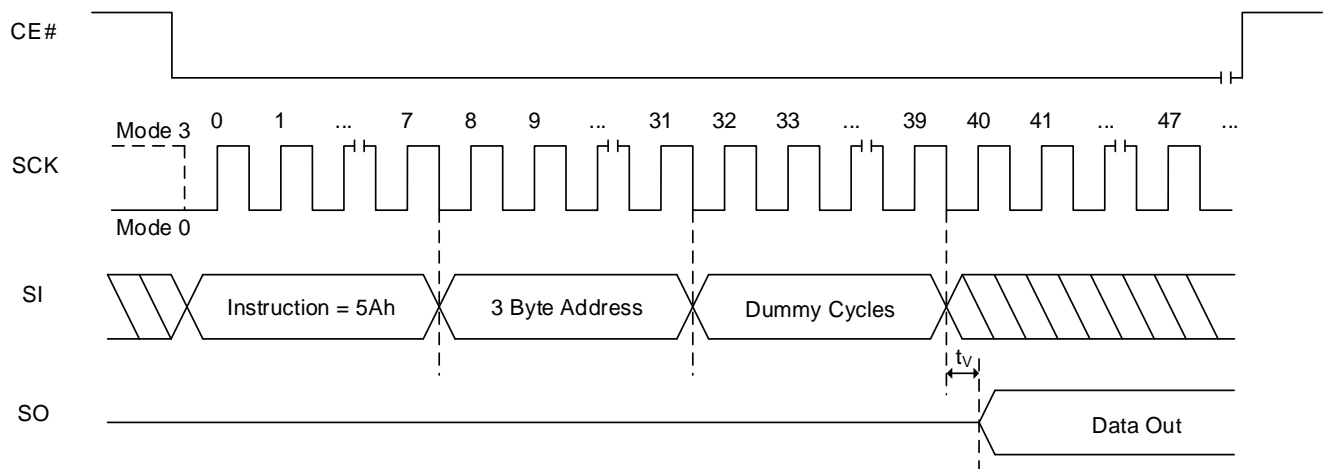 CE#
Mode 3
0 1 ... 7 8 9 ... 31 32 33 ... 39 40 41 ... 47 ...
SCK
Mode 0
SI
Instruction = 5Ah
3 Byte Address
Dummy Cycles
tV
SO
Data Out